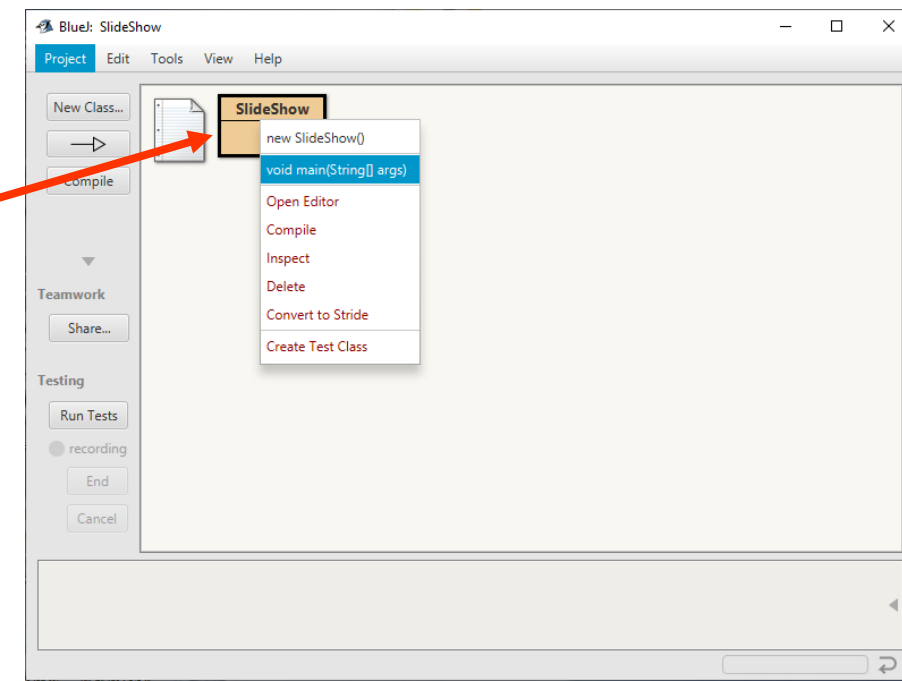 BlueJ: SlideShow
Project Edit Tools View Help
New Class...
Compile
SlideShow
new SlideShow()
void main(String[] args)
Open Editor
Compile
Inspect
Delete
Convert to Stride
Create Test Class
Teamwork
Share...
Testing
Run Tests
recording
End
Cancel